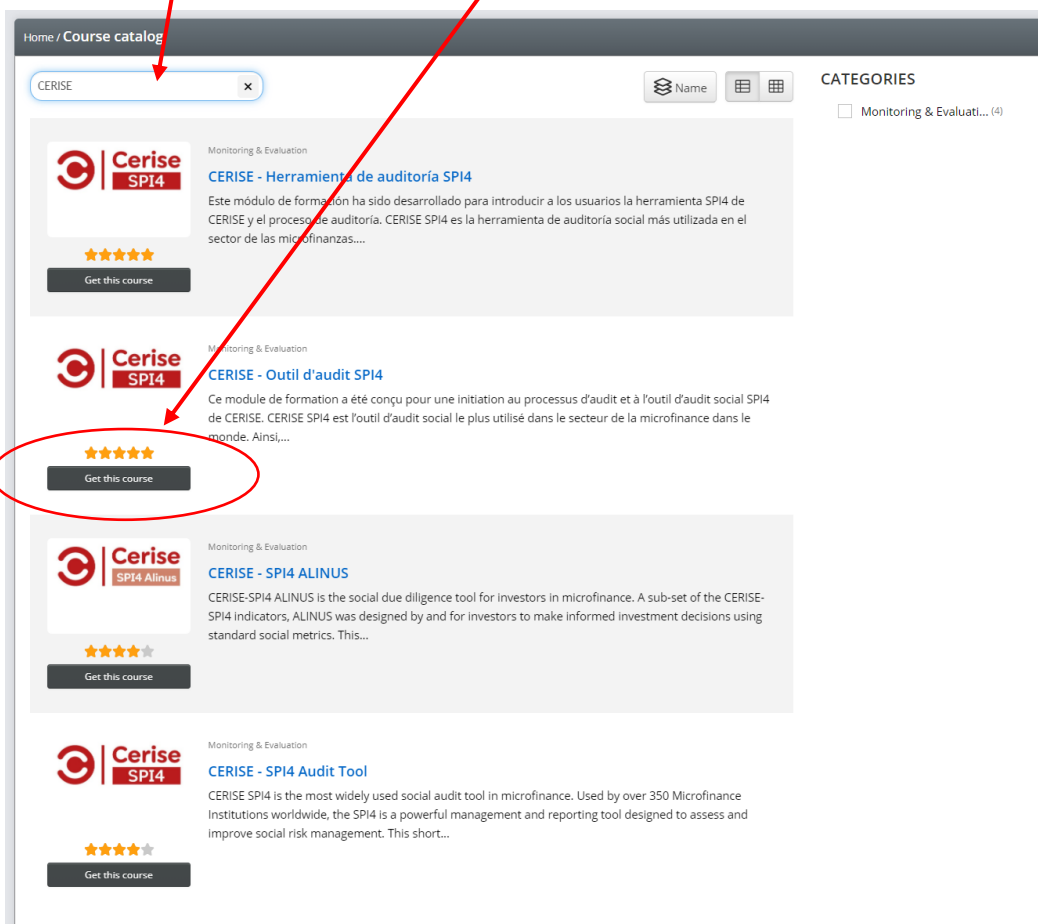 Home / Course catalog
CERISE
Name
CATEGORIES
Monitoring & Evaluati... (4)
Cerise
SPI4
Monitoring & Evaluation
CERISE - Herramienta de auditoría SPI4
Este módulo de formación ha sido desarrollado para introducir a los usuarios la herramienta SPI4 de
CERISE y el proceso de auditoría. CERISE SPI4 es la herramienta de auditoría social más utilizada en el
sector de las microfinanzas....
Get this course
Cerise
SPI4
Monitoring & Evaluation
CERISE - Outil d'audit SPI4
Ce module de formation a été conçu pour une initiation au processus d’audit et à l’outil d’audit social SPI4
de CERISE. CERISE SPI4 est l’outil d’audit social le plus utilisé dans le secteur de la microfinance dans le
monde. Ainsi,...
Get this course
Cerise
SPI4 Alinus
Monitoring & Evaluation
CERISE - SPI4 ALINUS
CERISE-SPI4 ALINUS is the social due diligence tool for investors in microfinance. A sub-set of the CERISE-
SPI4 indicators, ALINUS was designed by and for investors to make informed investment decisions using
standard social metrics. This...
Get this course
Cerise
SPI4
Monitoring & Evaluation
CERISE - SPI4 Audit Tool
CERISE SPI4 is the most widely used social audit tool in microfinance. Used by over 350 Microfinance
Institutions worldwide, the SPI4 is a powerful management and reporting tool designed to assess and
improve social risk management. This short...
Get this course